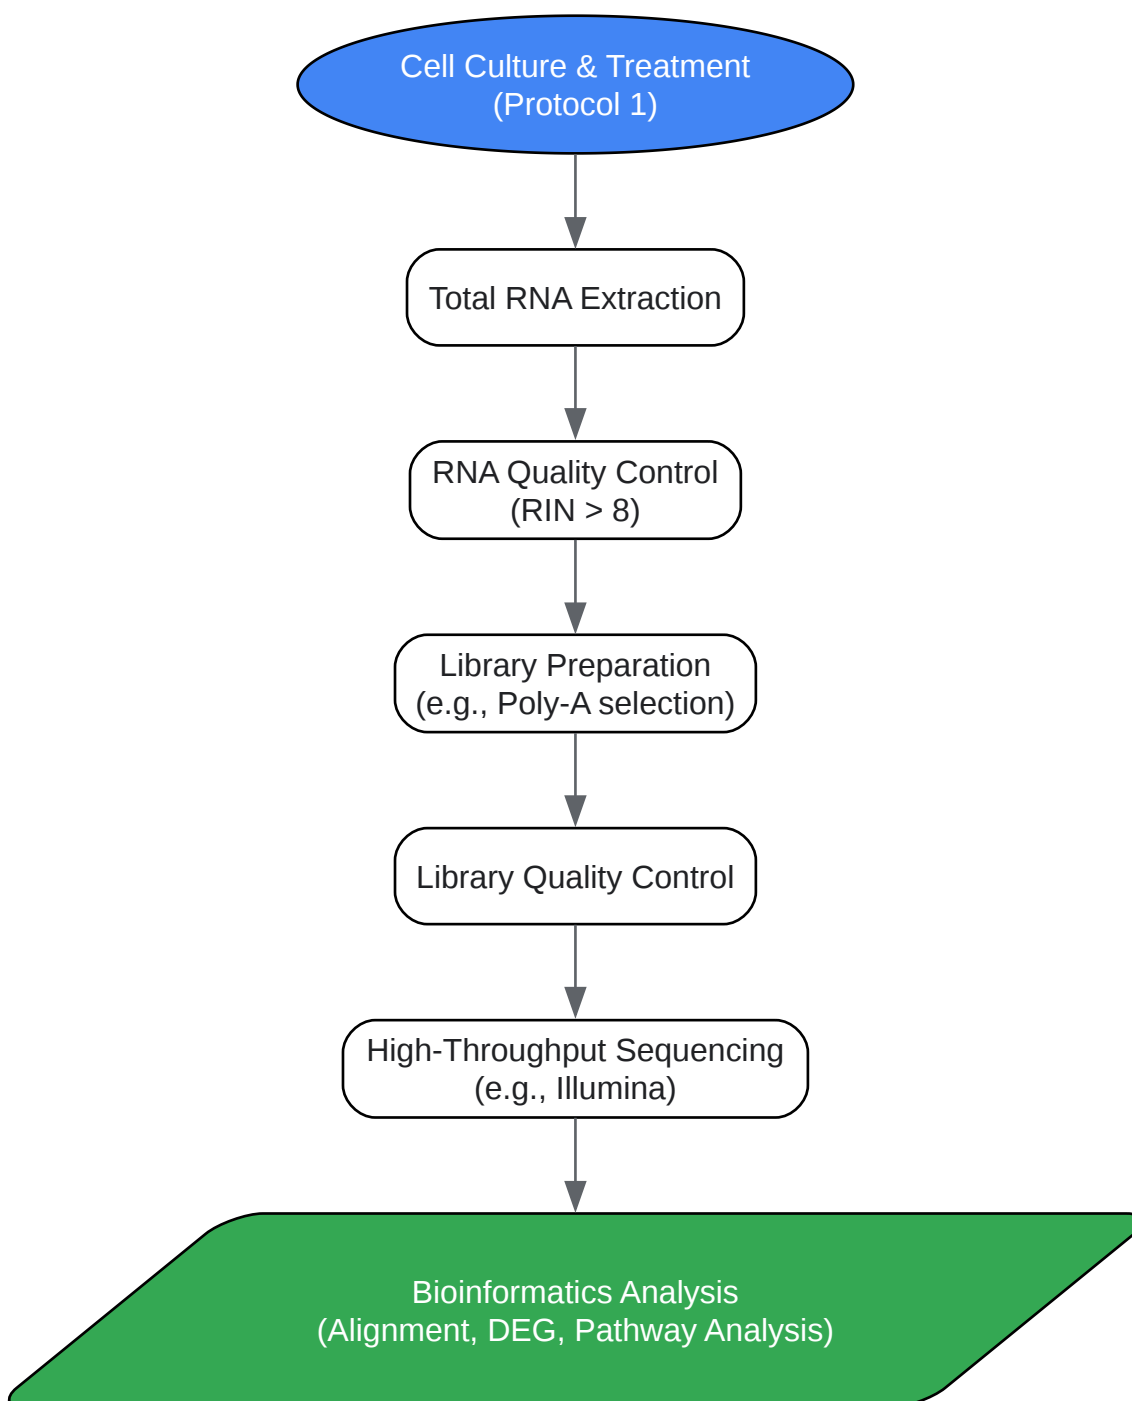 Cell Culture & Treatment
(Protocol 1)
Total RNA Extraction
RNA Quality Control
(RIN > 8)
Library Preparation
(e.g., Poly-A selection)
Library Quality Control
High-Throughput Sequencing
(e.g., Illumina)
Bioinformatics Analysis
(Alignment, DEG, Pathway Analysis)